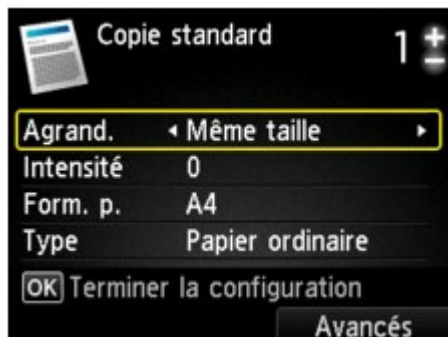 Copie standard 1 ±
Agrand. Même taille
Intensité 0
Form. p. A4
Type Papier ordinaire
OK Terminer la configuration
Avancés